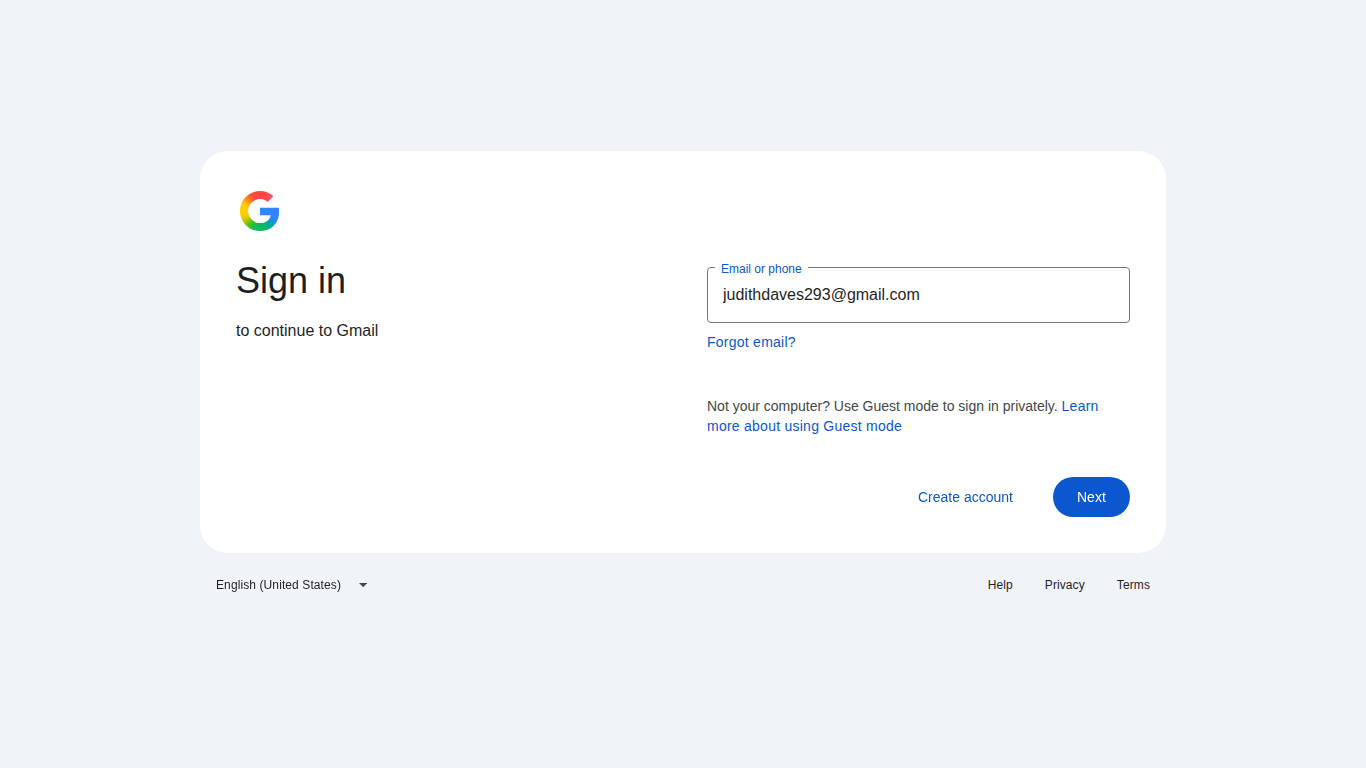 Sign in
to continue to Gmail
Email or phone
judithdaves293@gmail.com
Forgot email?
Not your computer? Use Guest mode to sign in privately. Learn
more about using Guest mode
Create account
Next
English (United States)
Help
Privacy
Terms